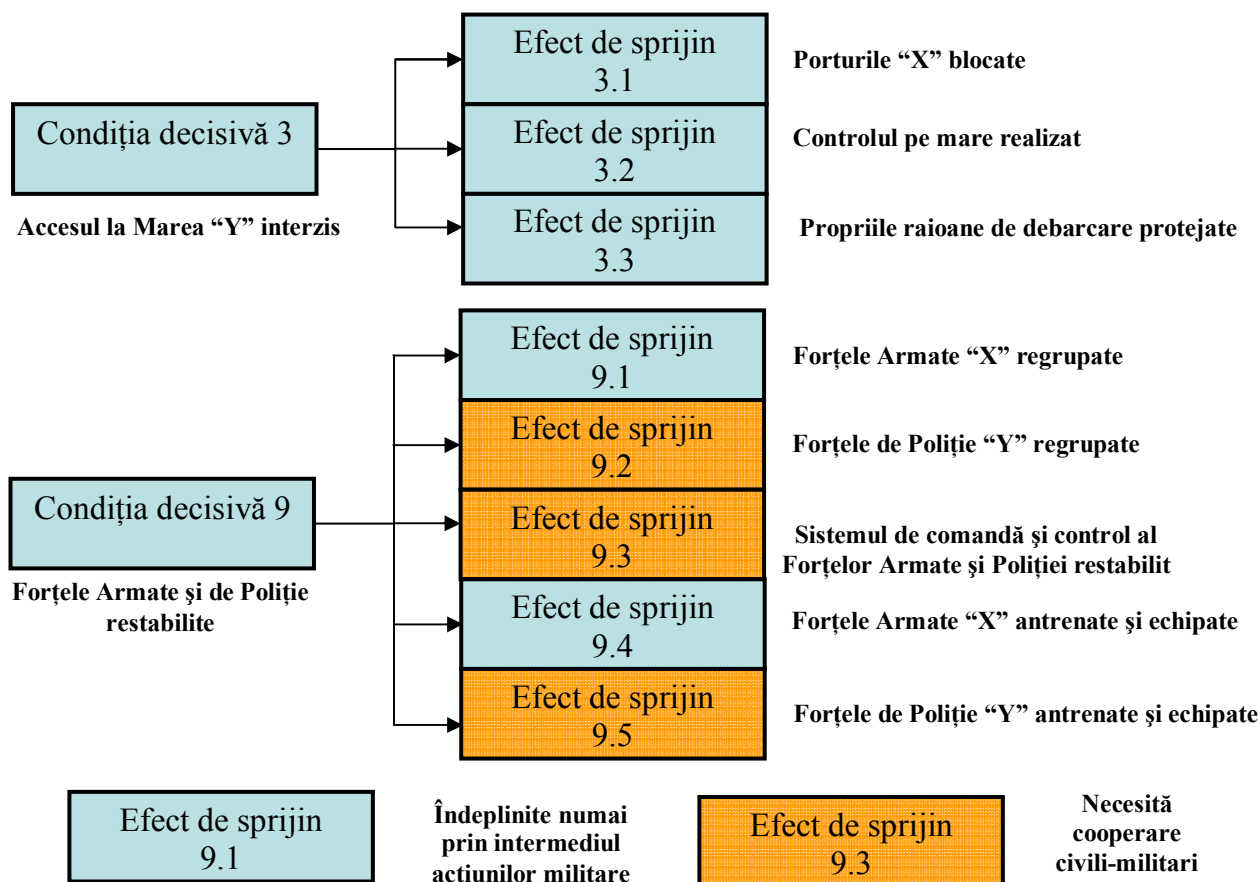 Efect de sprijin
3.1
Porturile “X” blocate
Condiția decisivă 3
Efect de sprijin
3.2
Controlul pe mare realizat
Accesul la Marea “Y” interzis
Efect de sprijin
3.3
Propriile raioane de debarcare protejate
Efect de sprijin
9.1
Forțele Armate “X” regrupate
Efect de sprijin
9.2
Forțele de Poliție “Y” regrupate
Condiția decisivă 9
Efect de sprijin
9.3
Sistemul de comandă şi control al
Forțelor Armate şi Poliției restabilit
Forțele Armate şi de Poliție
restabilite
Efect de sprijin
9.4
Forțele Armate “X” antrenate şi echipate
Efect de sprijin
9.5
Forțele de Poliție “Y” antrenate şi echipate
Efect de sprijin
9.1
Îndeplinite numai
prin intermediul
acțiunilor militare
Efect de sprijin
9.3
Necesită
cooperare
civili-militari